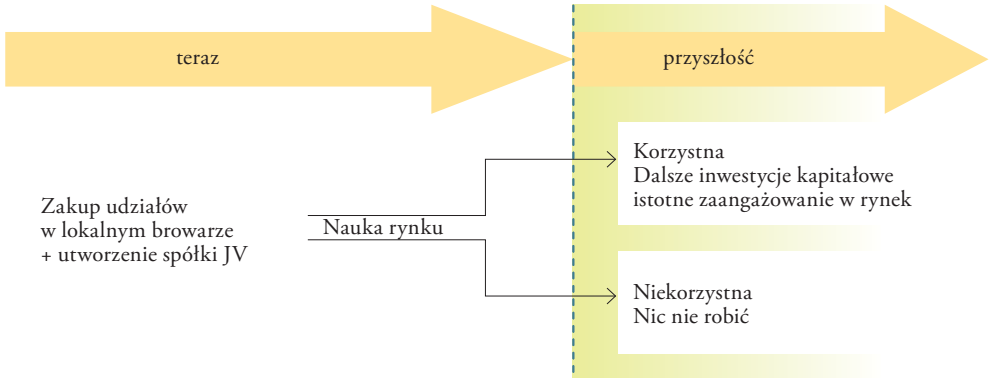 teraz
przyszłość
Zakup udziałów
w lokalnym browarze
+ utworzenie spółki JV
Nauka rynku
Korzystna
Dalsze inwestycje kapitałowe
istotne zaangażowanie w rynek
Niekorzystna
Nic nie robić